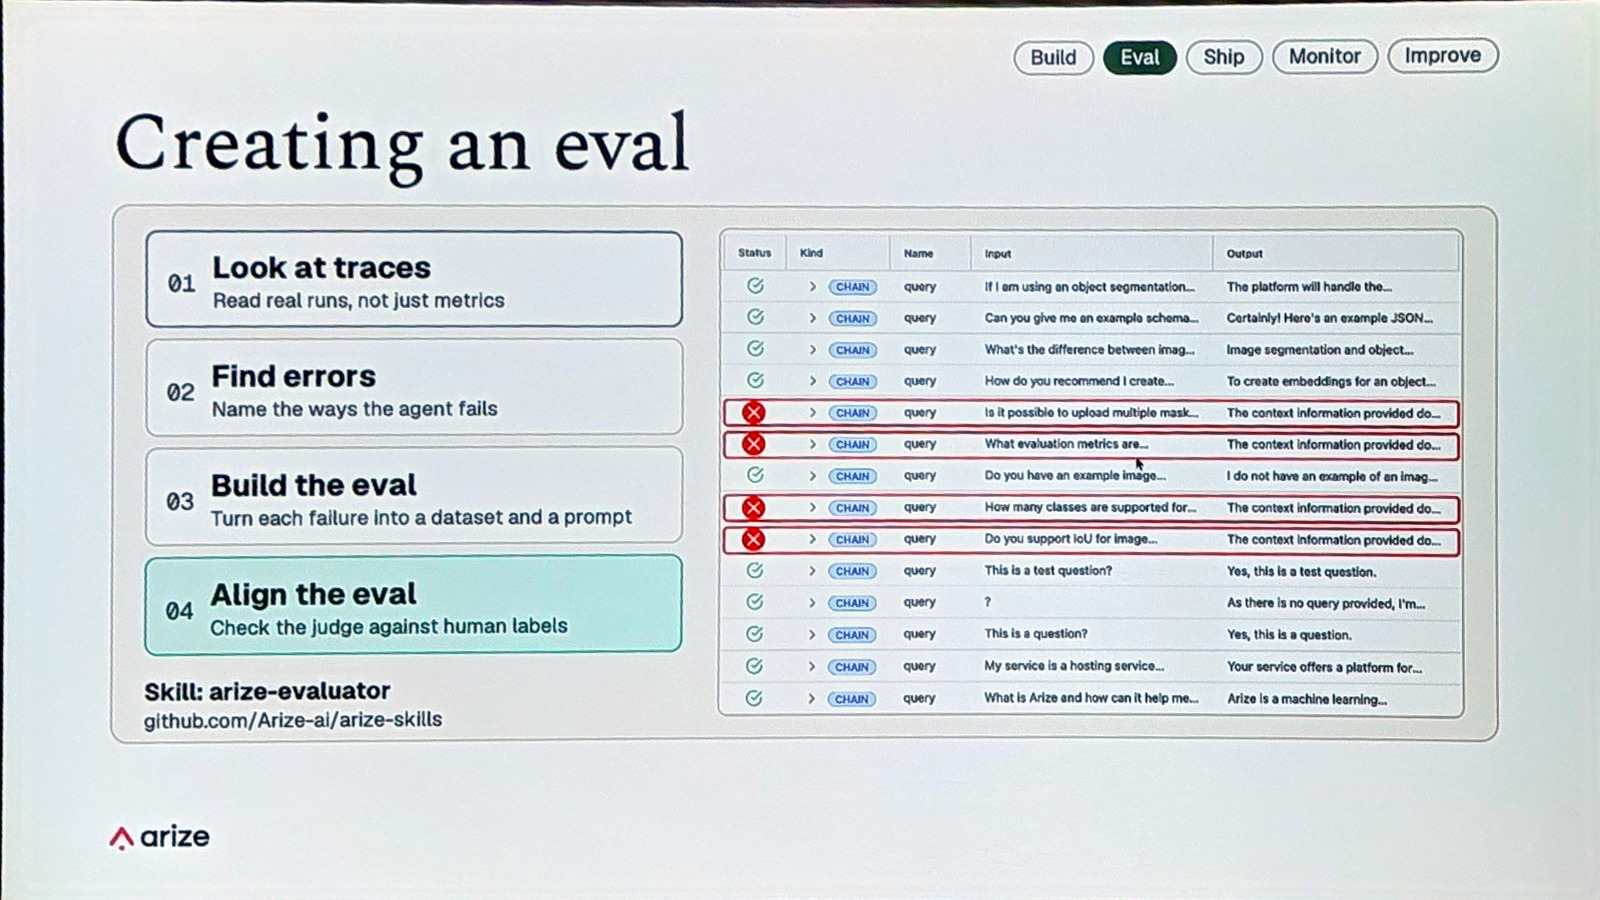 Build Eval Ship Monitor Improve
Creating an eval
01 Look at traces
Read real runs, not just metrics
02 Find errors
Name the ways the agent fails
03 Build the eval
Turn each failure into a dataset and a prompt
04 Align the eval
Check the judge against human labels
Skill: arize-evaluator
github.com/Arize-ai/arize-skills
Status Kind Name Input Output
CHAIN query If I am using an object segmentation... The platform will handle the...
CHAIN query Can you give me an example schema... Certainly! Here's an example JSON...
CHAIN query What's the difference between imag... Image segmentation and object...
CHAIN query How do you recommend I create... To create embeddings for an object...
CHAIN query Is it possible to upload multiple mask... The context information provided do...
CHAIN query What evaluation metrics are... The context information provided do...
CHAIN query Do you have an example image... I do not have an example of an imag...
CHAIN query How many classes are supported for... The context information provided do...
CHAIN query Do you support IoU for image... The context information provided do...
CHAIN query This is a test question? Yes, this is a test question.
CHAIN query ? As there is no query provided, I'm...
CHAIN query This is a question? Yes, this is a question.
CHAIN query My service is a hosting service... Your service offers a platform for...
CHAIN query What is Arize and how can it help me... Arize is a machine learning...
arize